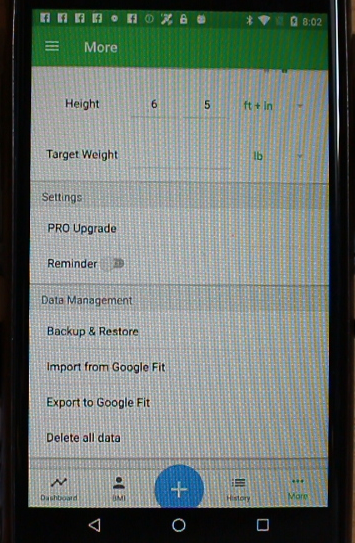 8:02
More
Height 6 5 ft + in
Target Weight lb
Settings
PRO Upgrade
Reminder
Data Management
Backup & Restore
Import from Google Fit
Export to Google Fit
Delete all data
Dashboard BMI + History More